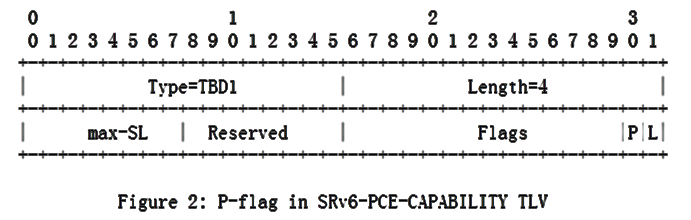 0 1 2 3
0 1 2 3 4 5 6 7 8 9 0 1 2 3 4 5 6 7 8 9 0 1 2 3 4 5 6 7 8 9 0 1
+-+-+-+-+-+-+-+-+-+-+-+-+-+-+-+-+-+-+-+-+-+-+-+-+-+-+-+-+-+-+-+-+
| Type=TBD1 | Length=4 |
+-+-+-+-+-+-+-+-+-+-+-+-+-+-+-+-+-+-+-+-+-+-+-+-+-+-+-+-+-+-+-+-+
| max-SL | Reserved | Flags |P|L|
+-+-+-+-+-+-+-+-+-+-+-+-+-+-+-+-+-+-+-+-+-+-+-+-+-+-+-+-+-+-+-+-+
Figure 2: P-flag in SRv6-PCE-CAPABILITY TLV